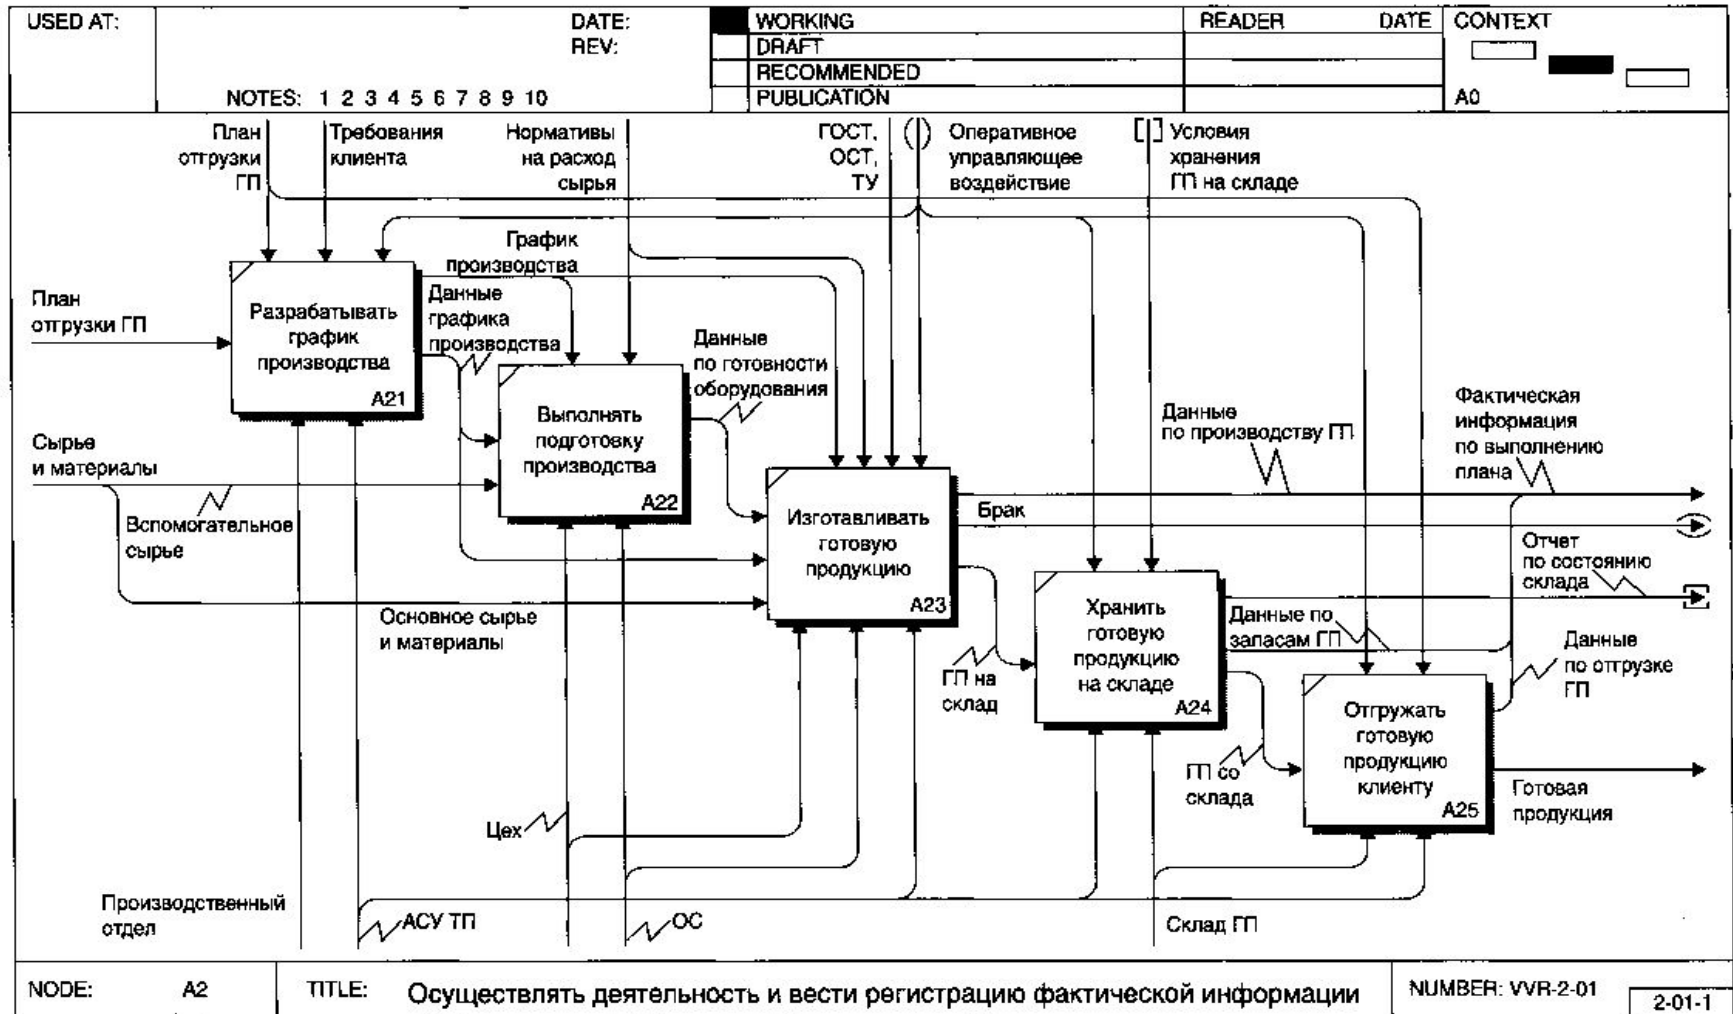 USED AT:
DATE:
REV:
NOTES: 1 2 3 4 5 6 7 8 9 10
WORKING
DRAFT
RECOMMENDED
PUBLICATION
READER DATE
CONTEXT
A0
План
отгрузки
ГП
Требования
клиента
Нормативы
на расход
сырья
ГОСТ,
ОСТ,
ТУ
Оперативное
управляющее
воздействие
Условия
хранения
ГП на складе
План
отгрузки ГП
Разрабатывать
график
производства
A21
График
производства
Данные
графика
производства
Сырье
и материалы
Вспомогательное
сырье
Выполнять
подготовку
производства
A22
Данные
по готовности
оборудования
Основное сырье
и материалы
Изготавливать
готовую
продукцию
A23
Данные
по производству ГП
Фактическая
информация
по выполнению
плана
Брак
Отчет
по состоянию
склада
ГП на
склад
Хранить
готовую
продукцию
на складе
A24
Данные по
запасам ГП
Данные
по отгрузке
ГП
ГП со
склада
Отгружать
готовую
продукцию
клиенту
A25
Готовая
продукция
Цех
Производственный
отдел
АСУ ТП
ОС
Склад ГП
NODE: A2
TITLE: Осуществлять деятельность и вести регистрацию фактической информации
NUMBER: VVR-2-01
2-01-1